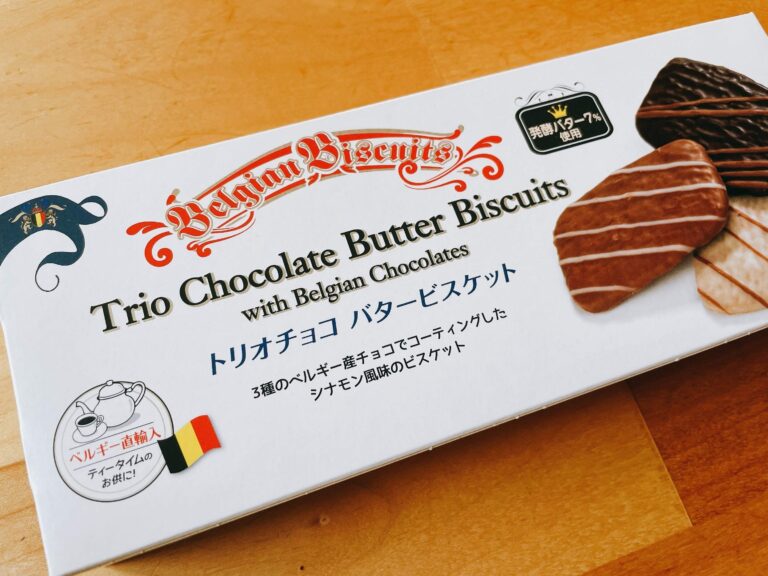 Belgian Biscuits
発酵バター7%
使用
Trio Chocolate Butter Biscuits
with Belgian Chocolates
トリオチョコ バタービスケット
3種のベルギー産チョコでコーティングした
シナモン風味のビスケット
ベルギー直輸入
ティータイムの
お供に!